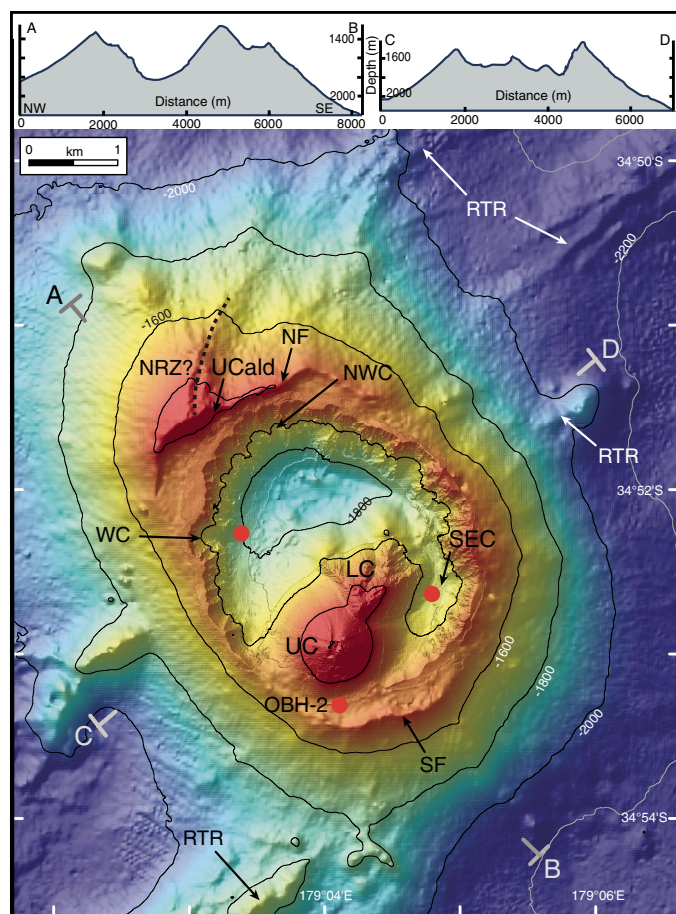 A B C D
1400
2000
Depth (m)
1600
2000
Distance (m)
NW SE
0 2000 4000 6000 8000
Distance (m)
0 2000 4000 6000
0 km 1
34°50'S
-2000
RTR
-2200
A
-1600
NF
D
NRZ?
UCald
NWC
RTR
34°52'S
-1800
WC
SEC
LC
UC
-1600
OBH-2
-1800
-2000
C
SF
34°54'S
RTR
B
179°04'E
179°06'E